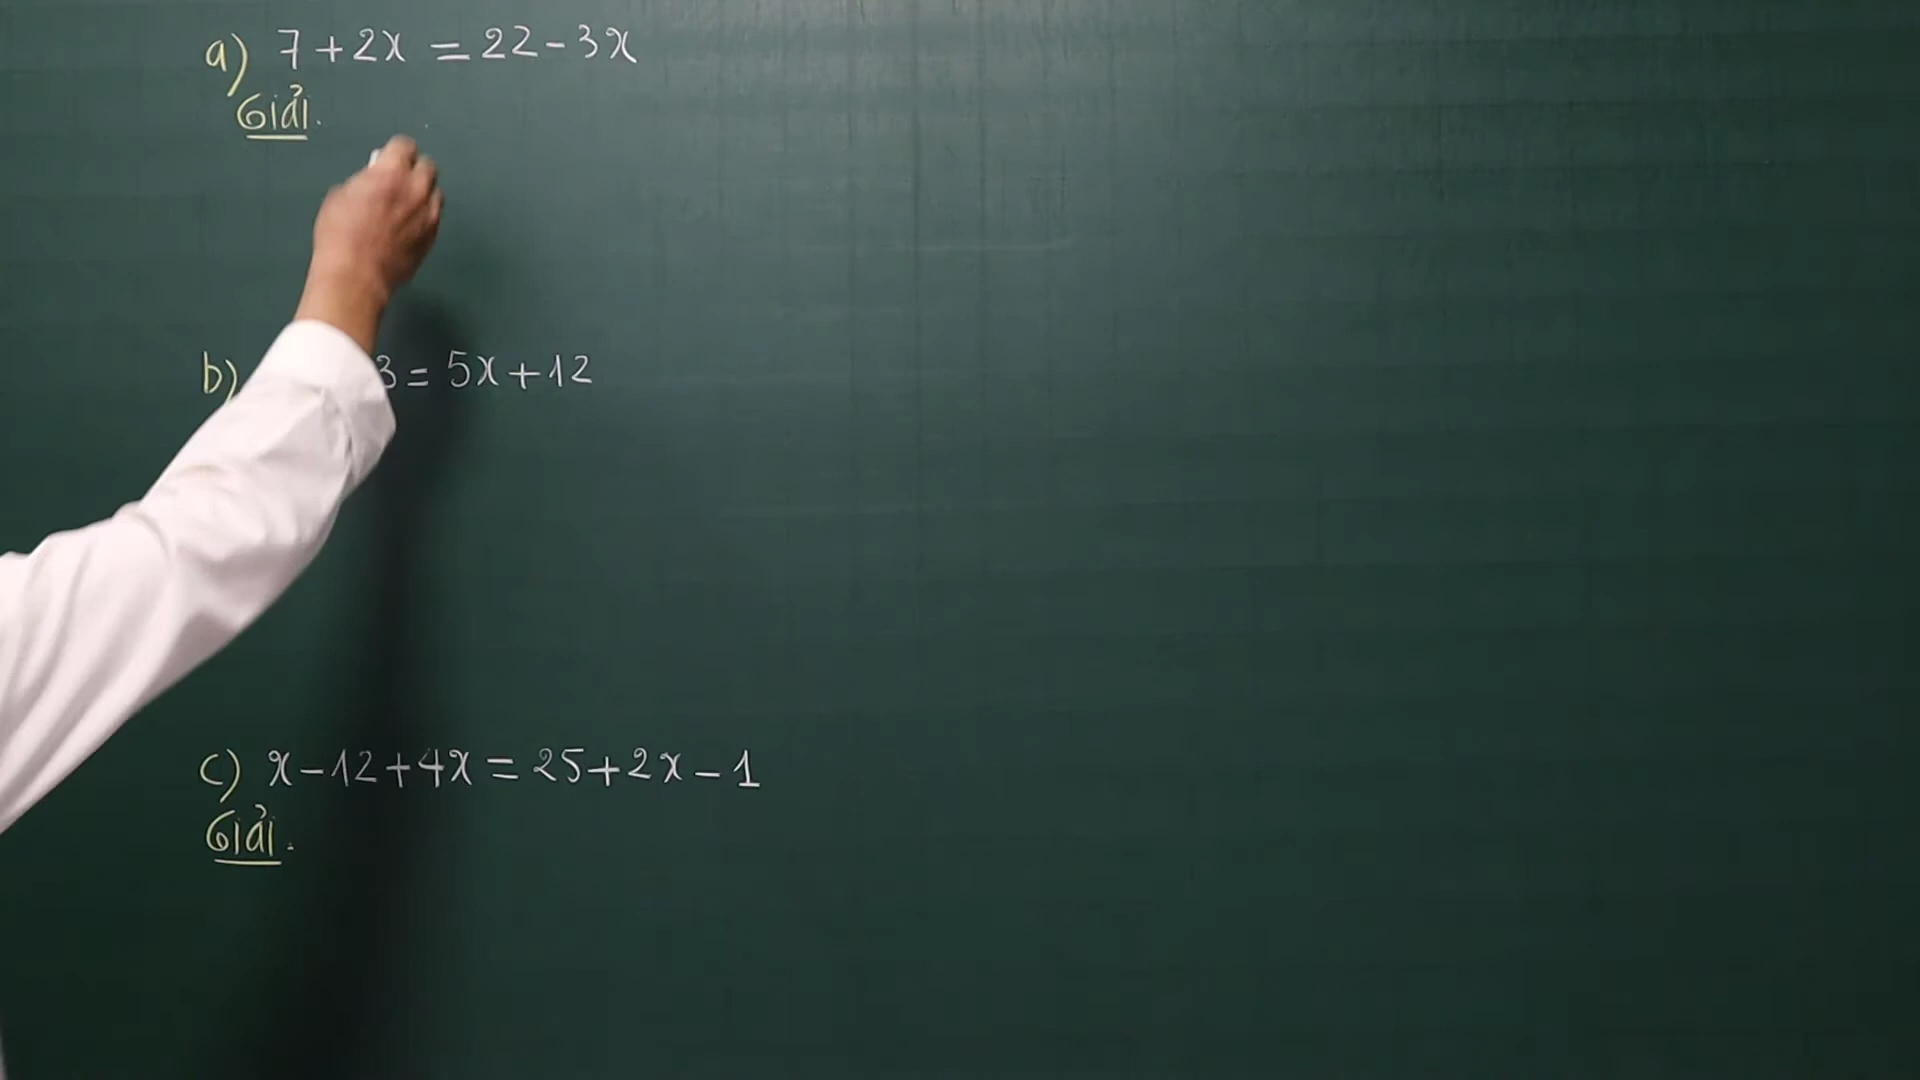 a) 7+2x = 22-3x
Giải.
b) 3 = 5x+12
c) x-12+4x = 25+2x-1
Giải.